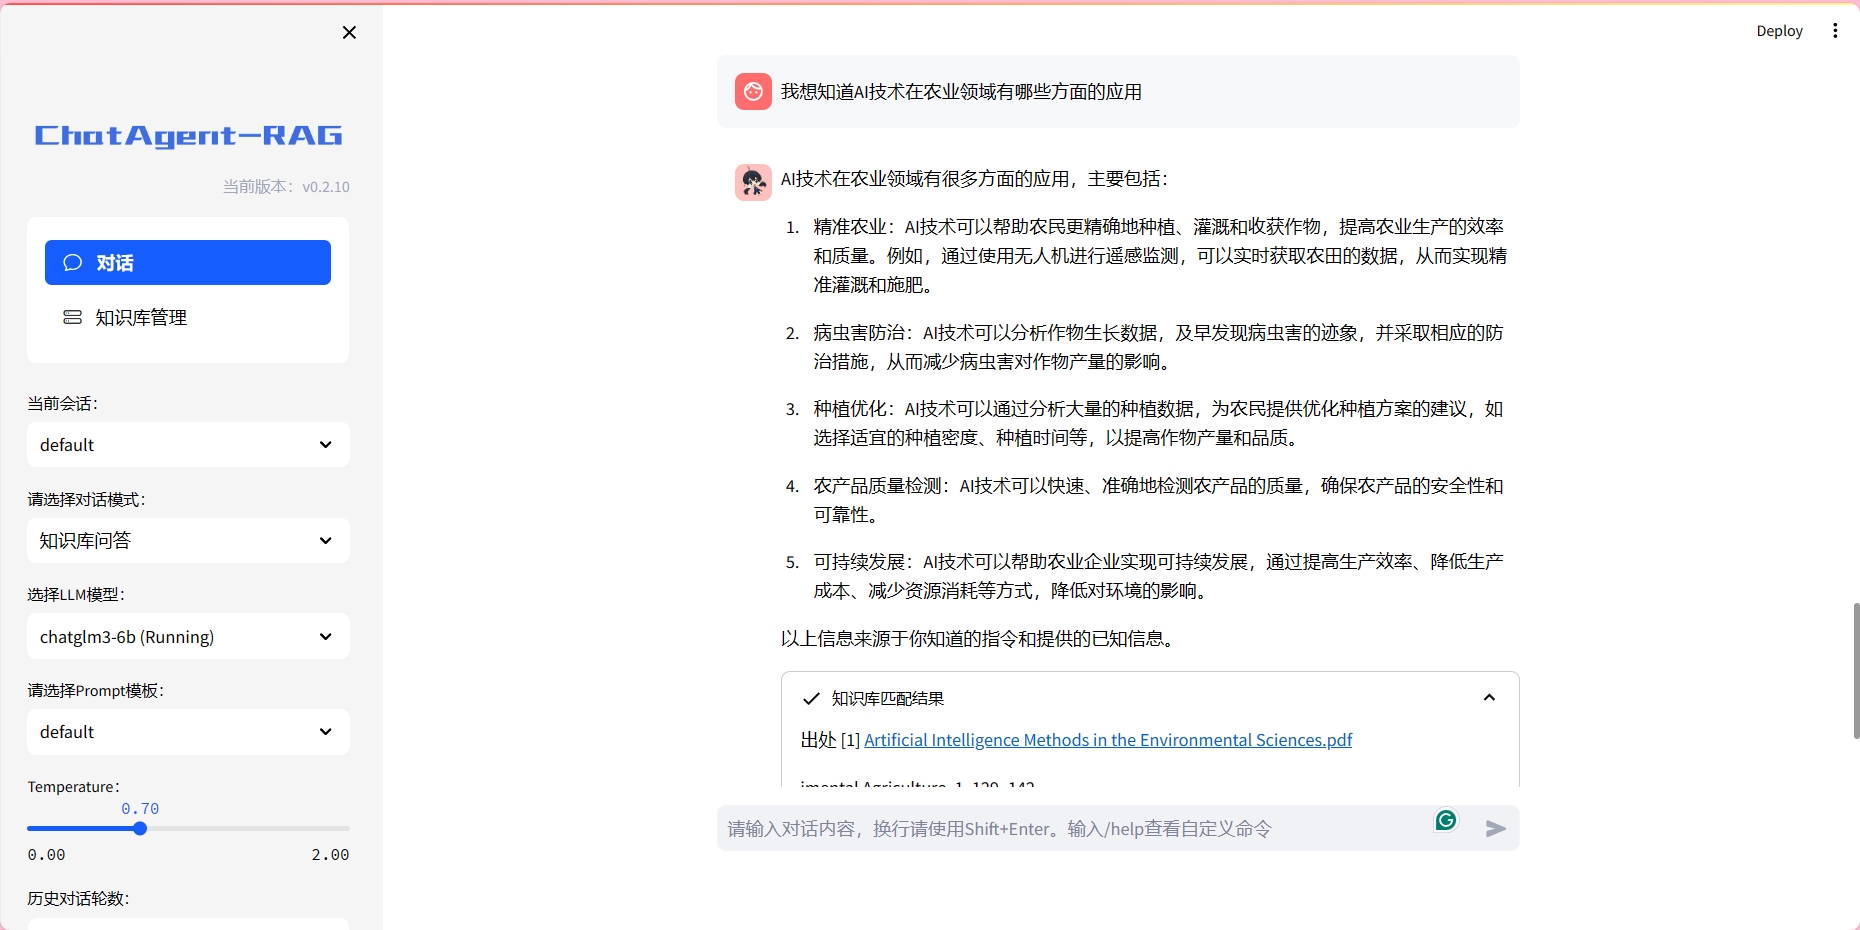 Deploy
ChatAgent-RAG
当前版本：v0.2.10
对话
知识库管理
当前会话：
default
请选择对话模式：
知识库问答
选择LLM模型：
chatglm3-6b (Running)
请选择Prompt模板：
default
Temperature：
0.70
0.00 2.00
历史对话轮数：
我想知道AI技术在农业领域有哪些方面的应用
AI技术在农业领域有很多方面的应用，主要包括：
1. 精准农业：AI技术可以帮助农民更精确地种植、灌溉和收获作物，提高农业生产的效率
和质量。例如，通过使用无人机进行遥感监测，可以实时获取农田的数据，从而实现精
准灌溉和施肥。
2. 病虫害防治：AI技术可以分析作物生长数据，及早发现病虫害的迹象，并采取相应的防
治措施，从而减少病虫害对作物产量的影响。
3. 种植优化：AI技术可以通过分析大量的种植数据，为农民提供优化种植方案的建议，如
选择适宜的种植密度、种植时间等，以提高作物产量和品质。
4. 农产品质量检测：AI技术可以快速、准确地检测农产品的质量，确保农产品的安全性和
可靠性。
5. 可持续发展：AI技术可以帮助农业企业实现可持续发展，通过提高生产效率、降低生产
成本、减少资源消耗等方式，降低对环境的影响。
以上信息来源于你知道的指令和提供的已知信息。
知识库匹配结果
出处 [1] Artificial Intelligence Methods in the Environmental Sciences.pdf
imental Agriculture, 1, 129–142.
请输入对话内容，换行请使用Shift+Enter。输入/help查看自定义命令